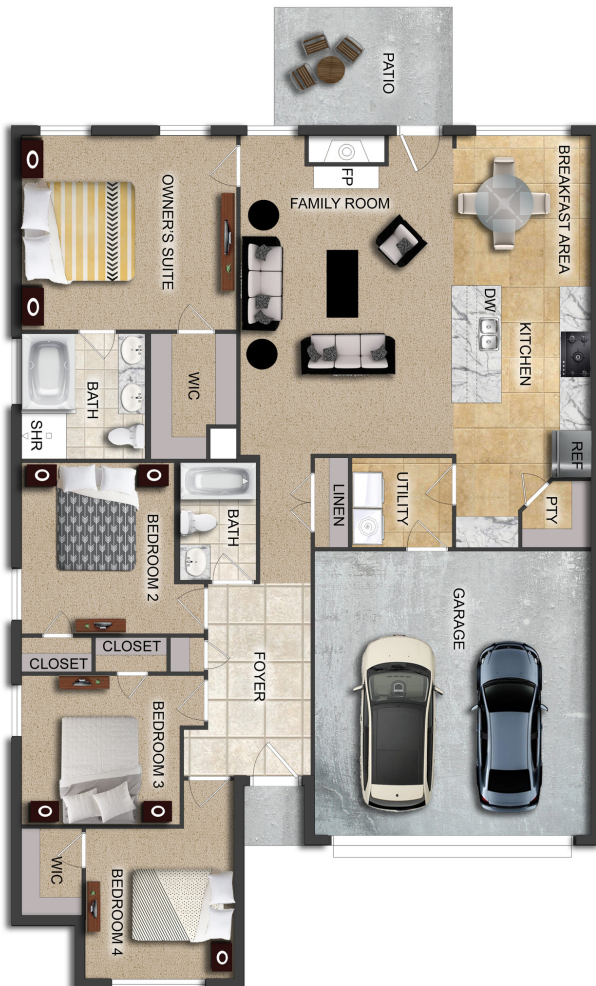 PATIO
OWNER'S SUITE
FP
FAMILY ROOM
BREAKFAST AREA
DW
KITCHEN
BATH
WIC
SHR
REF
BEDROOM 2
BATH
LINEN
UTILITY
PTY
CLOSET
CLOSET
FOYER
GARAGE
BEDROOM 3
WIC
BEDROOM 4